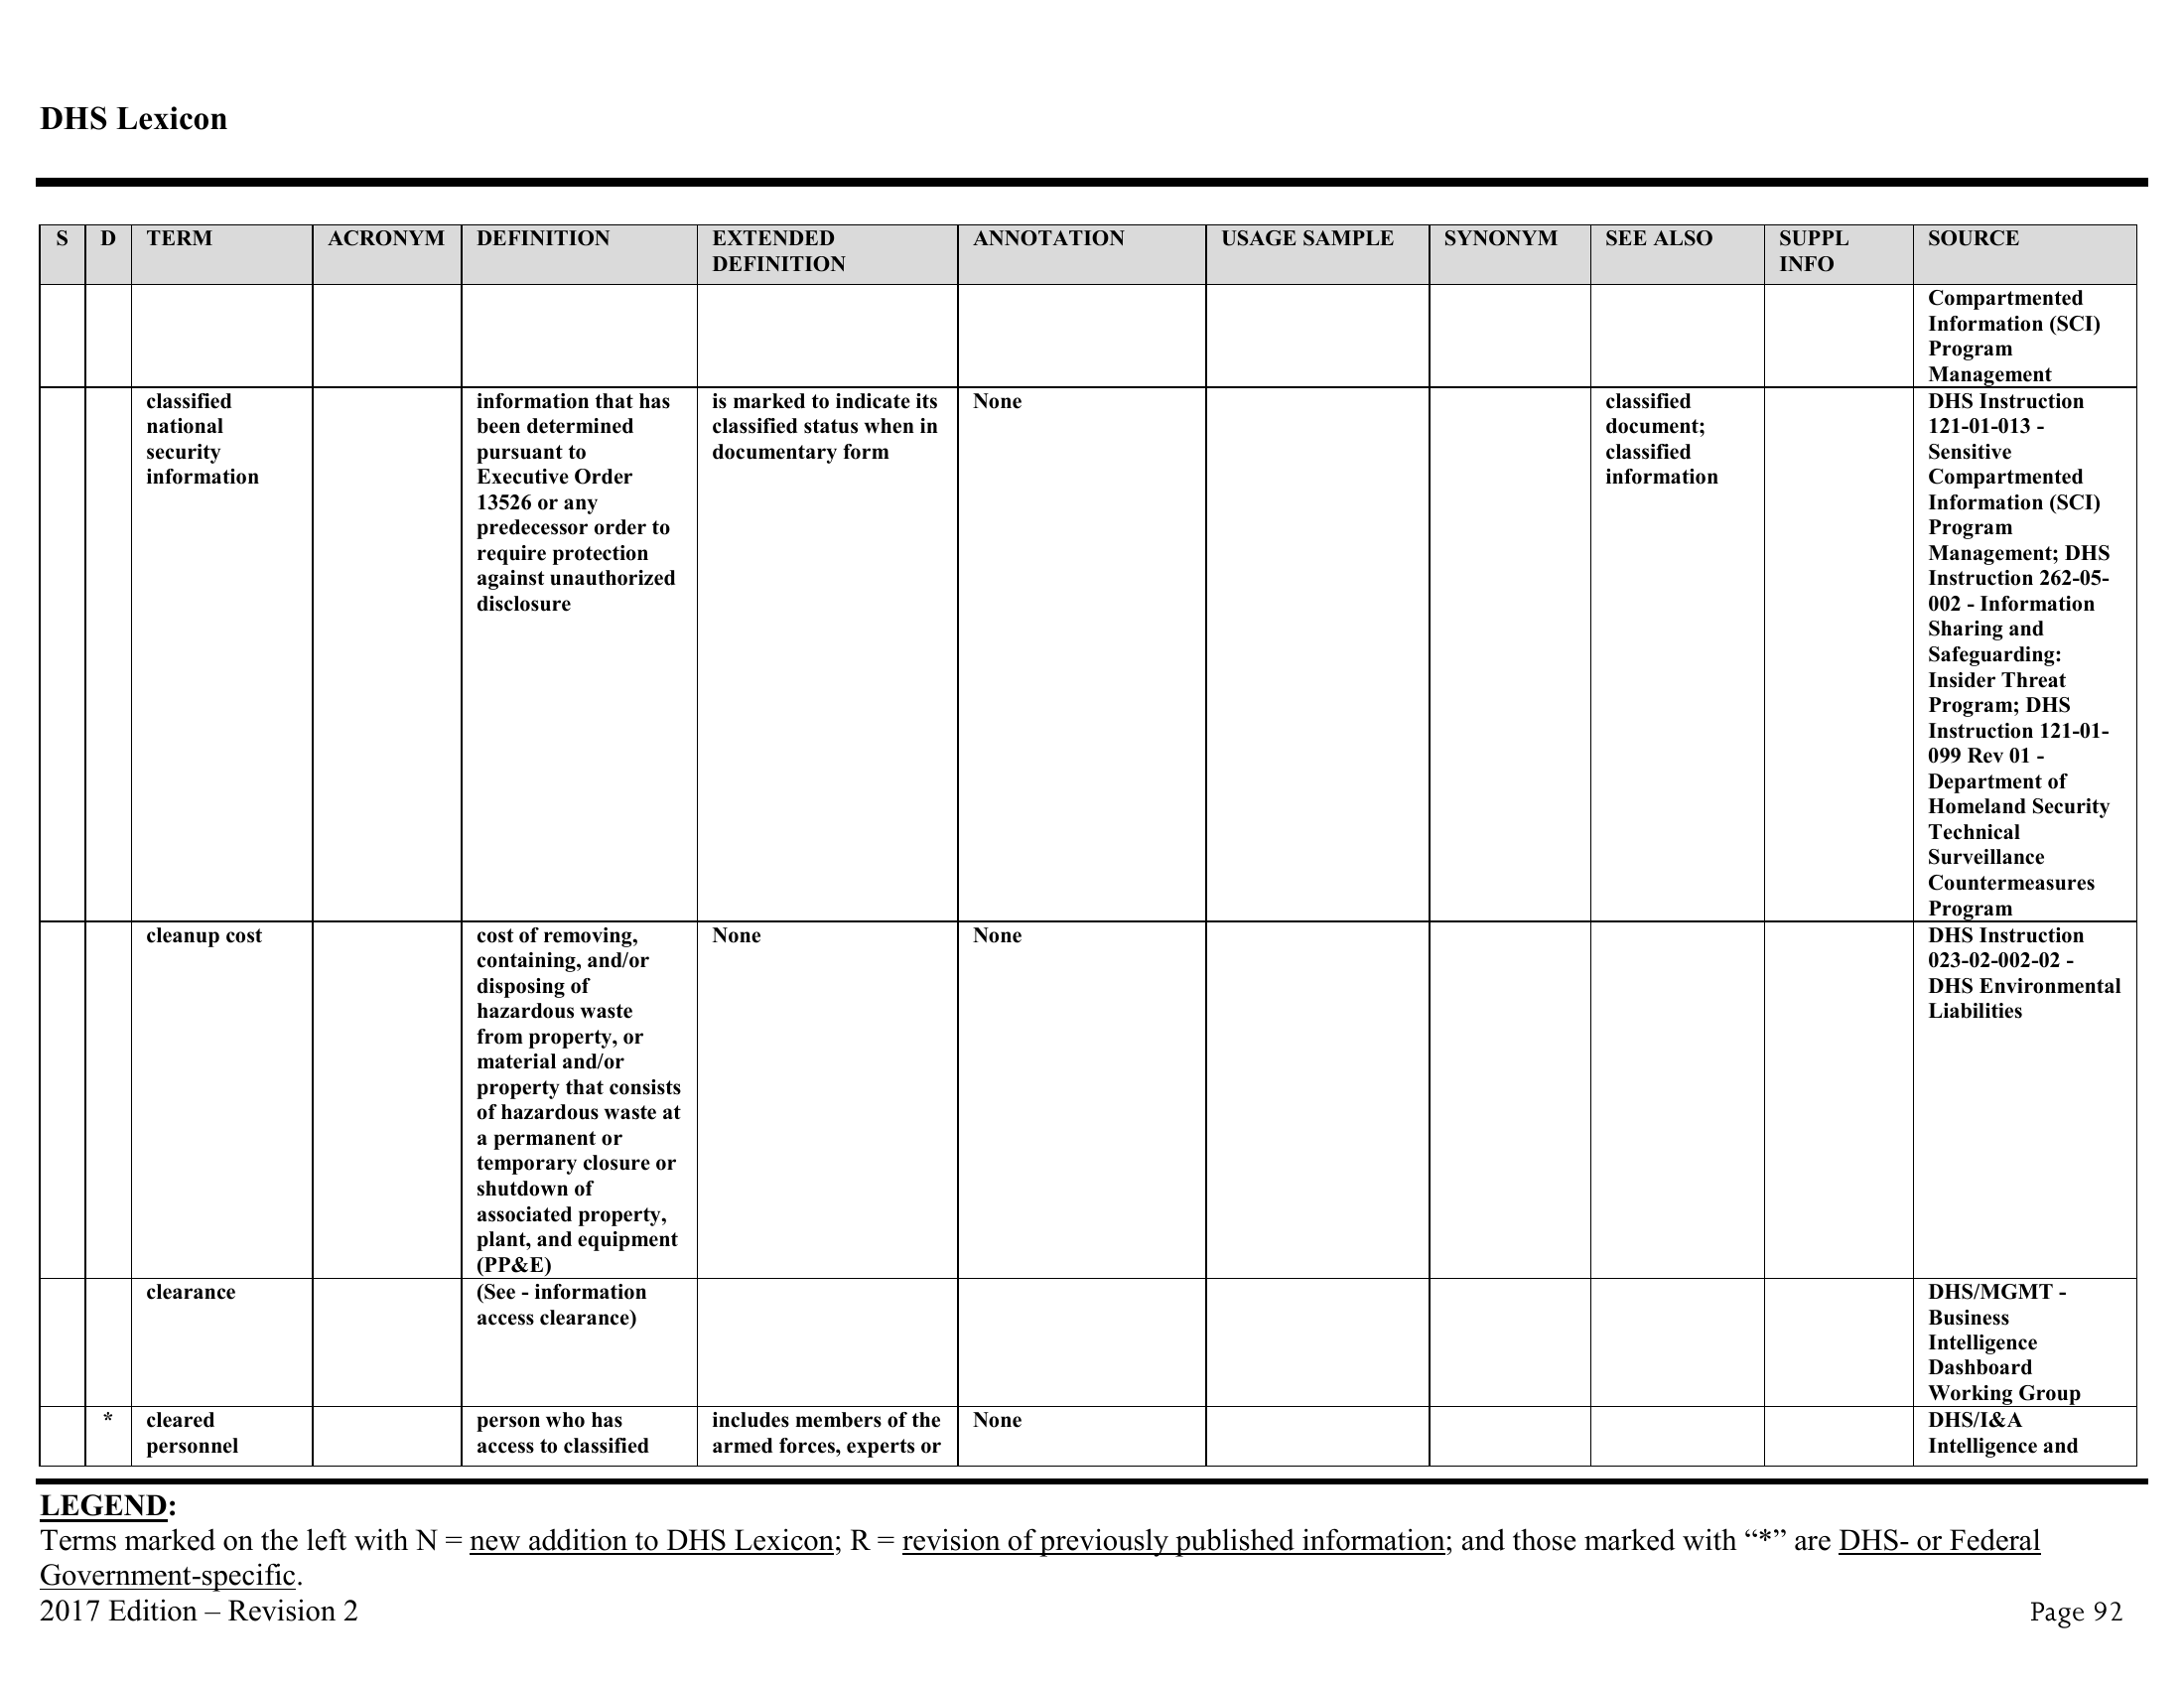 DHS Lexicon
S D TERM ACRONYM DEFINITION EXTENDED DEFINITION ANNOTATION USAGE SAMPLE SYNONYM SEE ALSO SUPPL INFO SOURCE
Compartmented
Information (SCI)
Program
Management
classified
national
security
information
information that has
been determined
pursuant to
Executive Order
13526 or any
predecessor order to
require protection
against unauthorized
disclosure
is marked to indicate its
classified status when in
documentary form
None
classified
document;
classified
information
DHS Instruction
121-01-013 -
Sensitive
Compartmented
Information (SCI)
Program
Management; DHS
Instruction 262-05-
002 - Information
Sharing and
Safeguarding:
Insider Threat
Program; DHS
Instruction 121-01-
099 Rev 01 -
Department of
Homeland Security
Technical
Surveillance
Countermeasures
Program
cleanup cost
cost of removing,
containing, and/or
disposing of
hazardous waste
from property, or
material and/or
property that consists
of hazardous waste at
a permanent or
temporary closure or
shutdown of
associated property,
plant, and equipment
(PP&E)
None
None
DHS Instruction
023-02-002-02 -
DHS Environmental
Liabilities
clearance
(See - information
access clearance)
DHS/MGMT -
Business
Intelligence
Dashboard
Working Group
*
cleared
personnel
person who has
access to classified
includes members of the
armed forces, experts or
None
DHS/I&A
Intelligence and
LEGEND:
Terms marked on the left with N = new addition to DHS Lexicon; R = revision of previously published information; and those marked with “*” are DHS- or Federal
Government-specific.
2017 Edition – Revision 2
Page 92